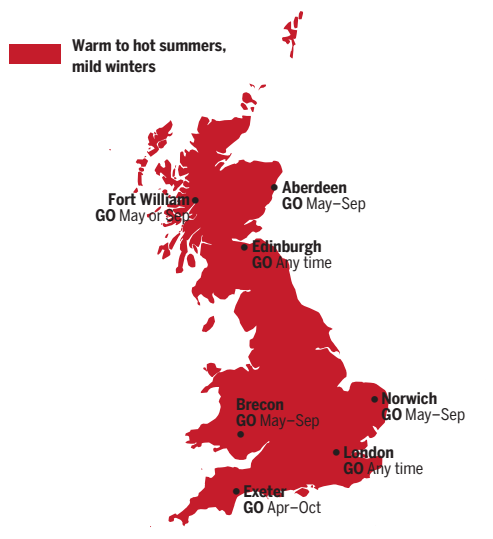 Warm to hot summers,
mild winters
Fort William
GO May or Sep
Aberdeen
GO May–Sep
Edinburgh
GO Any time
Norwich
GO May–Sep
Brecon
GO May–Sep
London
GO Any time
Exeter
GO Apr–Oct